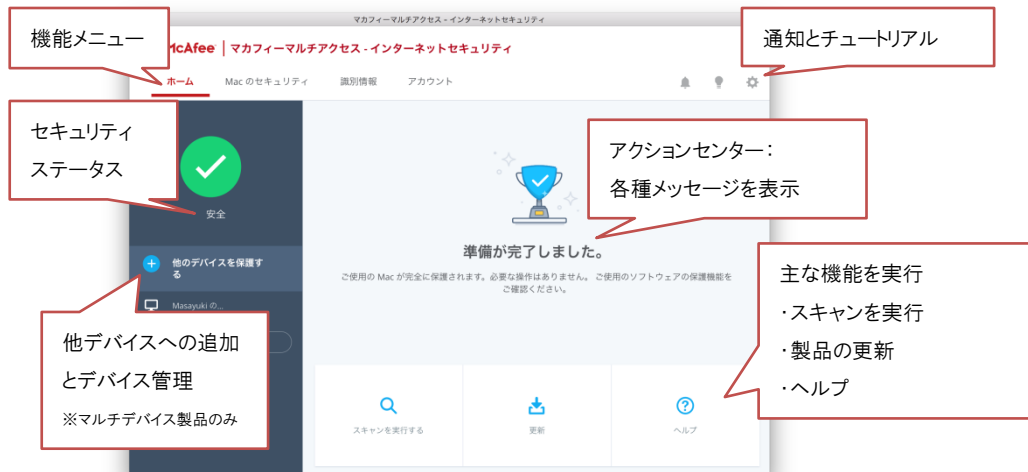 マカフィーマルチアクセス - インターネットセキュリティ
機能メニュー
McAfee | マカフィーマルチアクセス - インターネットセキュリティ
通知とチュートリアル
ホーム Mac のセキュリティ 識別情報 アカウント
セキュリティ
ステータス
安全
アクションセンター：
各種メッセージを表示
準備が完了しました。
ご使用の Mac が完全に保護されます。必要な操作はありません。 ご使用のソフトウェアの保護機能を
ご確認ください。
他のデバイスを保護す
る
Masayuki の...
他デバイスへの追加
とデバイス管理
※マルチデバイス製品のみ
主な機能を実行
・スキャンを実行
・製品の更新
・ヘルプ
スキャンを実行する 更新 ヘルプ